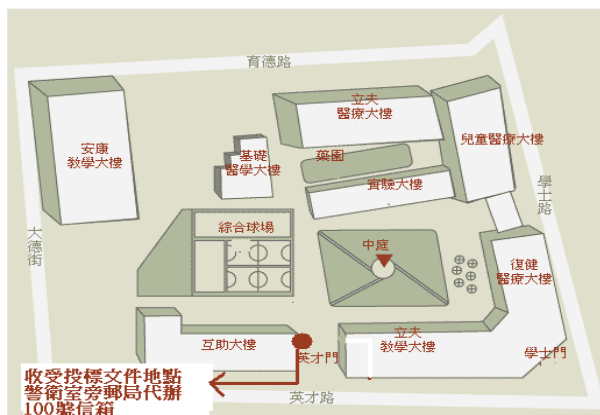 育德路
立夫
醫療大樓
兒童醫療大樓
安康
教學大樓
基礎
醫學大樓
藥園
實驗大樓
學士路
大德街
綜合球場
中庭
復健
醫療大樓
互助大樓
英才門
立夫
教學大樓
學士門
收受投標文件地點
警衛室旁郵局代辦
100號信箱
英才路